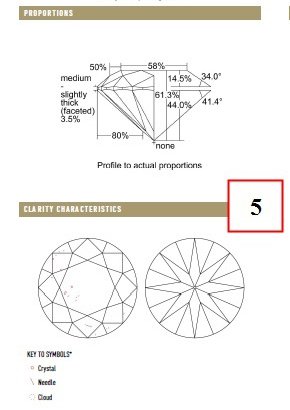 PROPORTIONS
50%
58%
medium
-
slightly
thick
(faceted)
3.5%
14.5%
34.0°
61.3%
44.0%
41.4°
80%
none
Profile to actual proportions
CLARITY CHARACTERISTICS
5
KEY TO SYMBOLS*
Crystal
Needle
Cloud